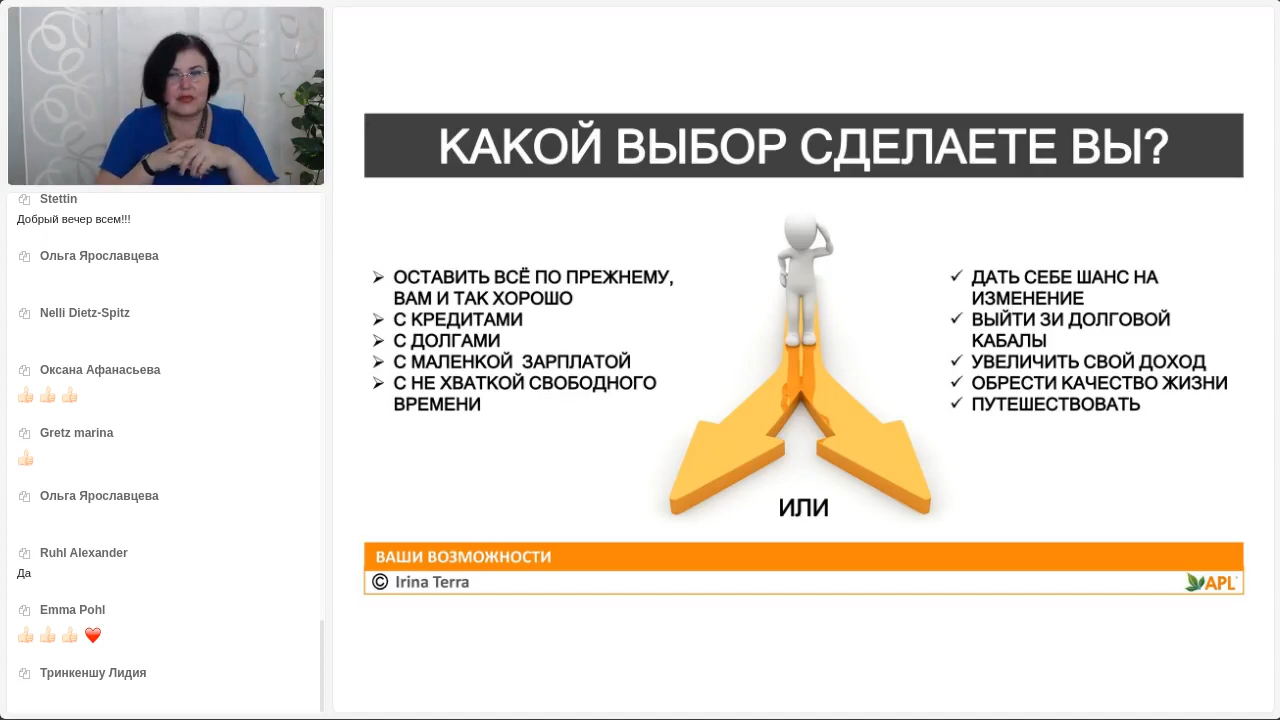 Stettin
Добрый вечер всем!!!
Ольга Ярославцева
Nelli Dietz-Spitz
Оксана Афанасьева
Gretz marina
Ольга Ярославцева
Ruhl Alexander
Да
Emma Pohl
Тринкеншу Лидия
КАКОЙ ВЫБОР СДЕЛАЕТЕ ВЫ?
ОСТАВИТЬ ВСЁ ПО ПРЕЖНЕМУ,
ВАМ И ТАК ХОРОШО
С КРЕДИТАМИ
С ДОЛГАМИ
С МАЛЕНКОЙ ЗАРПЛАТОЙ
С НЕ ХВАТКОЙ СВОБОДНОГО
ВРЕМЕНИ
ДАТЬ СЕБЕ ШАНС НА
ИЗМЕНЕНИЕ
ВЫЙТИ ЗИ ДОЛГОВОЙ
КАБАЛЫ
УВЕЛИЧИТЬ СВОЙ ДОХОД
ОБРЕСТИ КАЧЕСТВО ЖИЗНИ
ПУТЕШЕСТВОВАТЬ
ИЛИ
ВАШИ ВОЗМОЖНОСТИ
© Irina Terra
APL